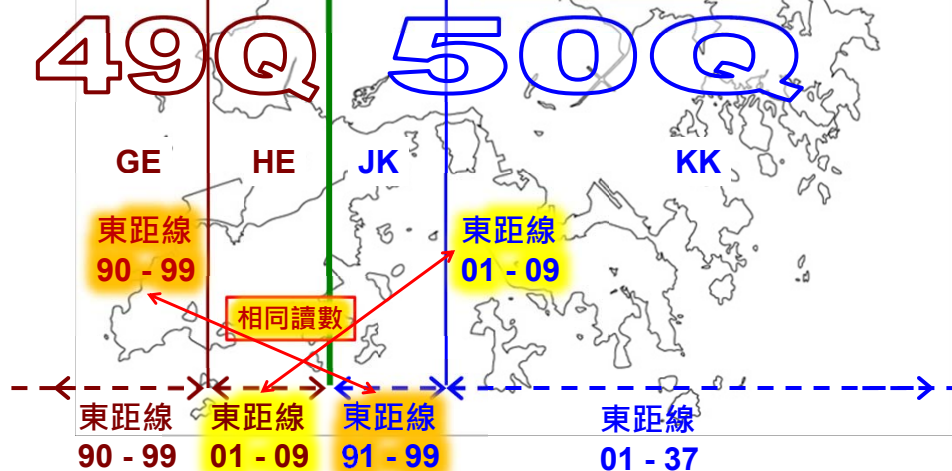 49Q 50Q
GE HE JK KK
東距線
90 - 99
東距線
01 - 09
相同讀數
東距線
90 - 99
東距線
01 - 09
東距線
91 - 99
東距線
01 - 37